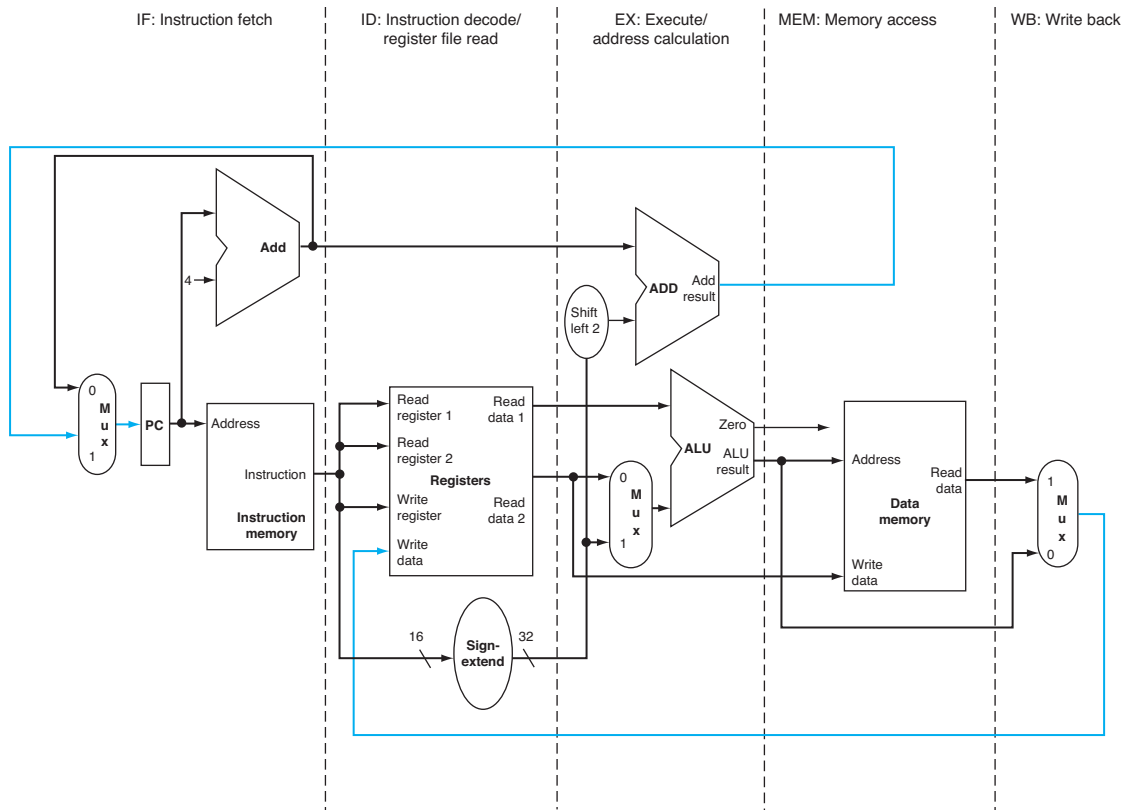 IF: Instruction fetch
ID: Instruction decode/
register file read
EX: Execute/
address calculation
MEM: Memory access
WB: Write back
Add
4
ADD
Add
result
Shift
left 2
0
M
u
x
1
PC
Address
Instruction
Instruction
memory
Read
register 1
Read
register 2
Write
register
Write
data
Registers
Read
data 1
Read
data 2
16
Sign-
extend
32
0
M
u
x
1
Zero
ALU
ALU
result
Address
Write
data
Data
memory
Read
data
1
M
u
x
0